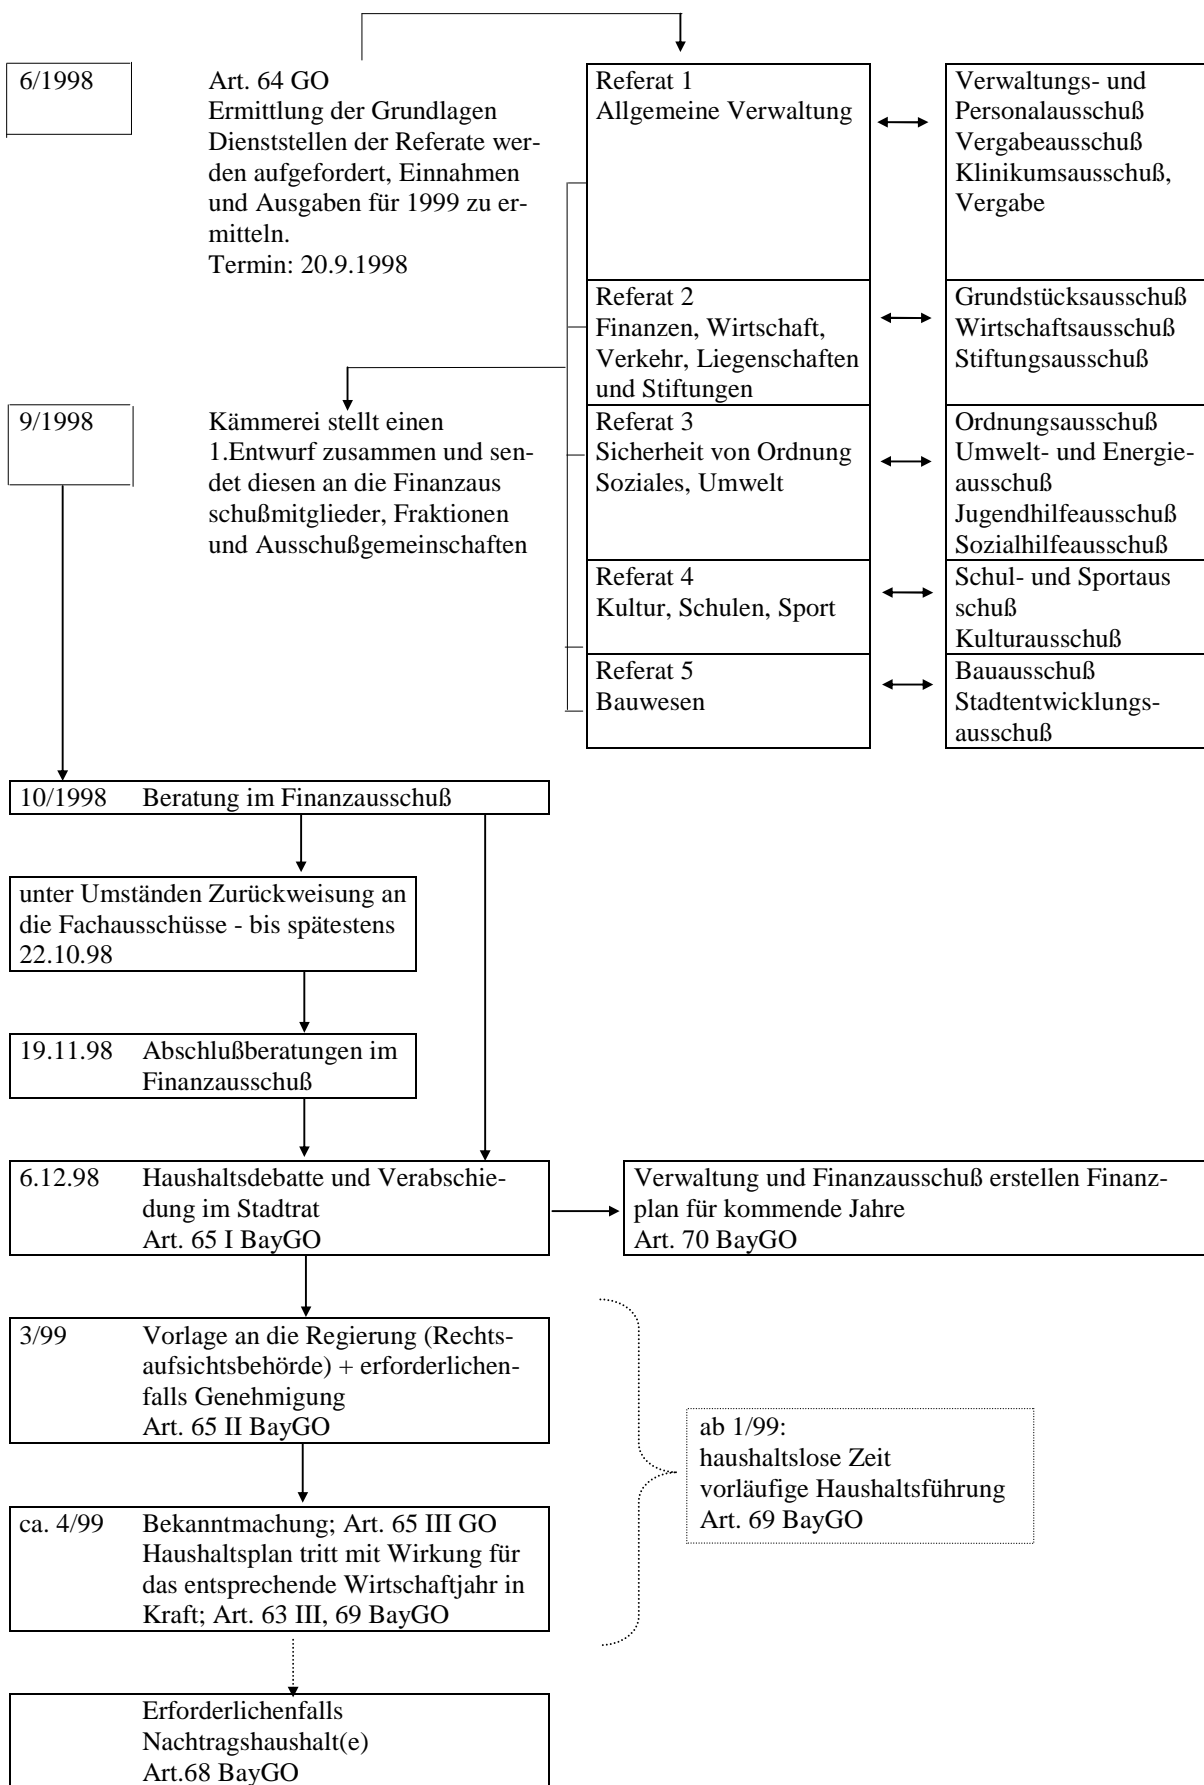 6/1998
Art. 64 GO
Ermittlung der Grundlagen
Dienststellen der Referate wer-
den aufgefordert, Einnahmen
und Ausgaben für 1999 zu er-
mitteln.
Termin: 20.9.1998
Referat 1
Allgemeine Verwaltung
Verwaltungs- und
Personalausschuß
Vergabeausschuß
Klinikumsausschuß,
Vergabe
Referat 2
Finanzen, Wirtschaft,
Verkehr, Liegenschaften
und Stiftungen
Grundstücksausschuß
Wirtschaftsausschuß
Stiftungsausschuß
9/1998
Kämmerei stellt einen
1.Entwurf zusammen und sen-
det diesen an die Finanzaus
schußmitglieder, Fraktionen
und Ausschußgemeinschaften
Referat 3
Sicherheit von Ordnung
Soziales, Umwelt
Ordnungsausschuß
Umwelt- und Energie-
ausschuß
Jugendhilfeausschuß
Sozialhilfeausschuß
Referat 4
Kultur, Schulen, Sport
Schul- und Sportaus
schuß
Kulturausschuß
Referat 5
Bauwesen
Bauausschuß
Stadtentwicklungs-
ausschuß
10/1998 Beratung im Finanzausschuß
unter Umständen Zurückweisung an
die Fachausschüsse - bis spätestens
22.10.98
19.11.98 Abschlußberatungen im
Finanzausschuß
6.12.98 Haushaltsdebatte und Verabschie-
dung im Stadtrat
Art. 65 I BayGO
Verwaltung und Finanzausschuß erstellen Finanz-
plan für kommende Jahre
Art. 70 BayGO
3/99 Vorlage an die Regierung (Rechts-
aufsichtsbehörde) + erforderlichen-
falls Genehmigung
Art. 65 II BayGO
ab 1/99:
haushaltslose Zeit
vorläufige Haushaltsführung
Art. 69 BayGO
ca. 4/99 Bekanntmachung; Art. 65 III GO
Haushaltsplan tritt mit Wirkung für
das entsprechende Wirtschaftjahr in
Kraft; Art. 63 III, 69 BayGO
Erforderlichenfalls
Nachtragshaushalt(e)
Art.68 BayGO